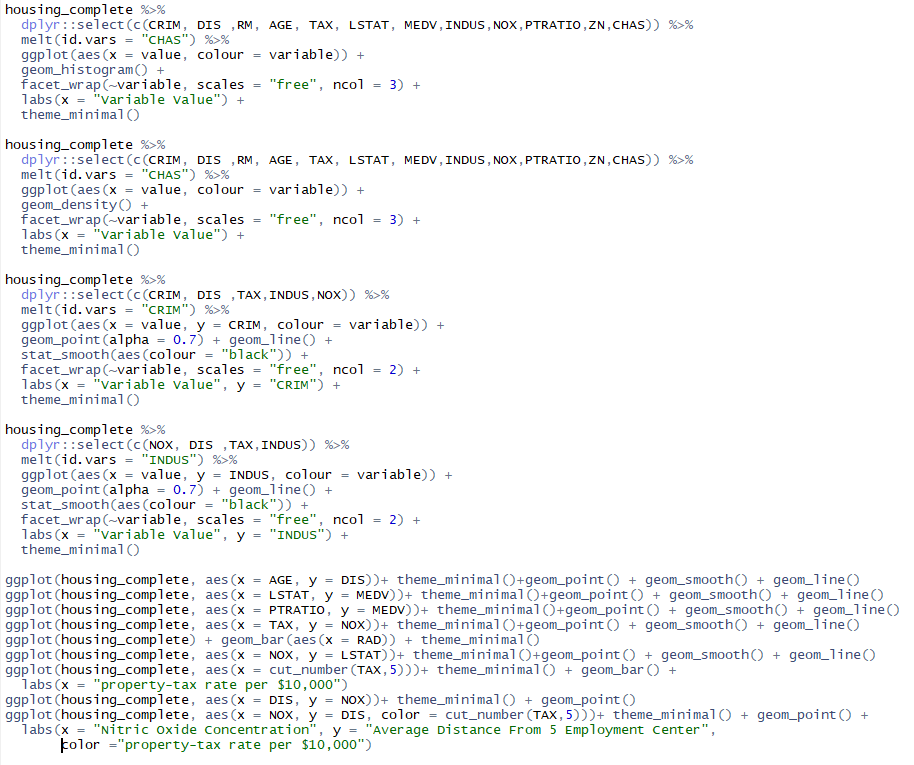 housing_complete %>%
  dplyr::select(c(CRIM, DIS ,RM, AGE, TAX, LSTAT, MEDV,INDUS,NOX,PTRATIO,ZN,CHAS)) %>%
  melt(id.vars = "CHAS") %>%
  ggplot(aes(x = value, colour = variable)) +
  geom_histogram() +
  facet_wrap(~variable, scales = "free", ncol = 3) +
  labs(x = "Variable Value") +
  theme_minimal()

housing_complete %>%
  dplyr::select(c(CRIM, DIS ,RM, AGE, TAX, LSTAT, MEDV,INDUS,NOX,PTRATIO,ZN,CHAS)) %>%
  melt(id.vars = "CHAS") %>%
  ggplot(aes(x = value, colour = variable)) +
  geom_density() +
  facet_wrap(~variable, scales = "free", ncol = 3) +
  labs(x = "Variable Value") +
  theme_minimal()

housing_complete %>%
  dplyr::select(c(CRIM, DIS ,TAX,INDUS,NOX)) %>%
  melt(id.vars = "CRIM") %>%
  ggplot(aes(x = value, y = CRIM, colour = variable)) +
  geom_point(alpha = 0.7) + geom_line() +
  stat_smooth(aes(colour = "black")) +
  facet_wrap(~variable, scales = "free", ncol = 2) +
  labs(x = "Variable Value", y = "CRIM") +
  theme_minimal()

housing_complete %>%
  dplyr::select(c(NOX, DIS ,TAX,INDUS)) %>%
  melt(id.vars = "INDUS") %>%
  ggplot(aes(x = value, y = INDUS, colour = variable)) +
  geom_point(alpha = 0.7) + geom_line() +
  stat_smooth(aes(colour = "black")) +
  facet_wrap(~variable, scales = "free", ncol = 2) +
  labs(x = "Variable Value", y = "INDUS") +
  theme_minimal()

ggplot(housing_complete, aes(x = AGE, y = DIS))+ theme_minimal()+geom_point() + geom_smooth() + geom_line()
ggplot(housing_complete, aes(x = LSTAT, y = MEDV))+ theme_minimal()+geom_point() + geom_smooth() + geom_line()
ggplot(housing_complete, aes(x = PTRATIO, y = MEDV))+ theme_minimal()+geom_point() + geom_smooth() + geom_line()
ggplot(housing_complete, aes(x = TAX, y = NOX))+ theme_minimal()+geom_point() + geom_smooth() + geom_line()
ggplot(housing_complete) + geom_bar(aes(x = RAD)) + theme_minimal()
ggplot(housing_complete, aes(x = NOX, y = LSTAT))+ theme_minimal()+geom_point() + geom_smooth() + geom_line()
ggplot(housing_complete, aes(x = cut_number(TAX,5)))+ theme_minimal() + geom_bar() +
  labs(x = "property-tax rate per $10,000")
ggplot(housing_complete, aes(x = DIS, y = NOX))+ theme_minimal() + geom_point()
ggplot(housing_complete, aes(x = NOX, y = DIS, color = cut_number(TAX,5)))+ theme_minimal() + geom_point() +
  labs(x = "Nitric Oxide Concentration", y = "Average Distance From 5 Employment Center",
       color ="property-tax rate per $10,000")